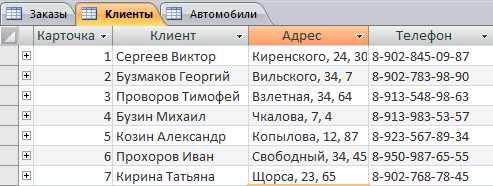 Заказы Клиенты Автомобили
Карточка Клиент Адрес Телефон
1 Сергеев Виктор Киренского, 24, 30 8-902-845-09-87
2 Бузмаков Георгий Вильского, 34, 7 8-902-783-98-90
3 Проворов Тимофей Взлетная, 34, 64 8-913-548-98-63
4 Бузин Михаил Чкалова, 7, 4 8-913-983-53-57
5 Козин Александр Копылова, 12, 87 8-923-567-89-34
6 Прохоров Иван Свободный, 34, 45 8-950-987-65-55
7 Кирина Татьяна Щорса, 23, 65 8-902-768-78-45